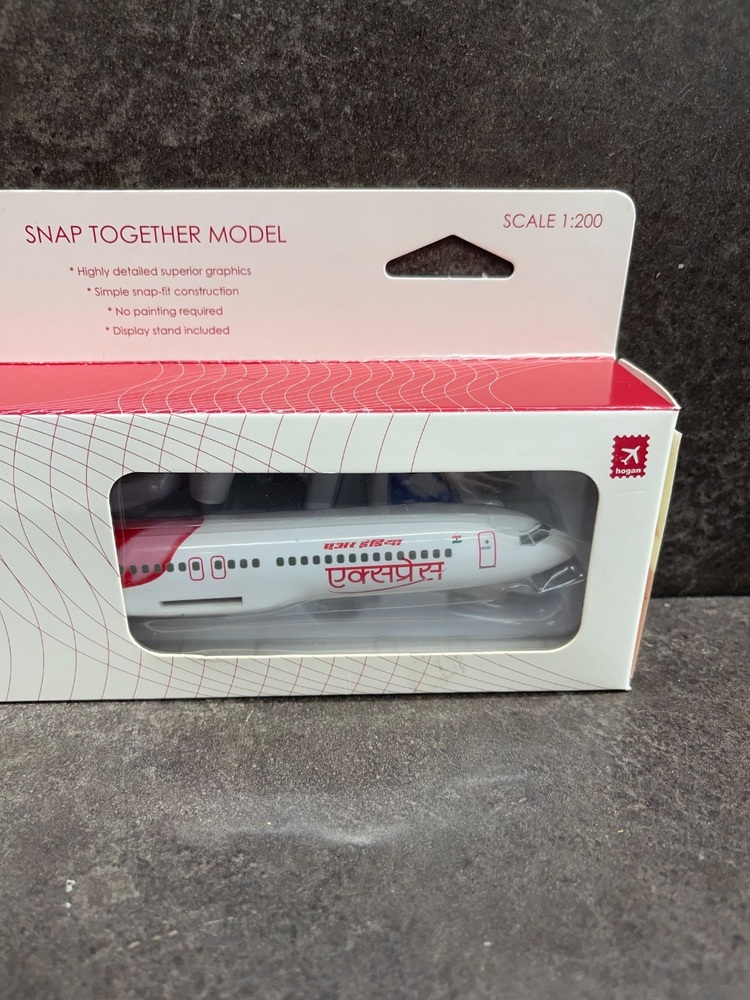 SNAP TOGETHER MODEL
SCALE 1:200
* Highly detailed superior graphics
* Simple snap-fit construction
* No painting required
* Display stand included
hogan
एअर इंडिया
एक्सप्रेस